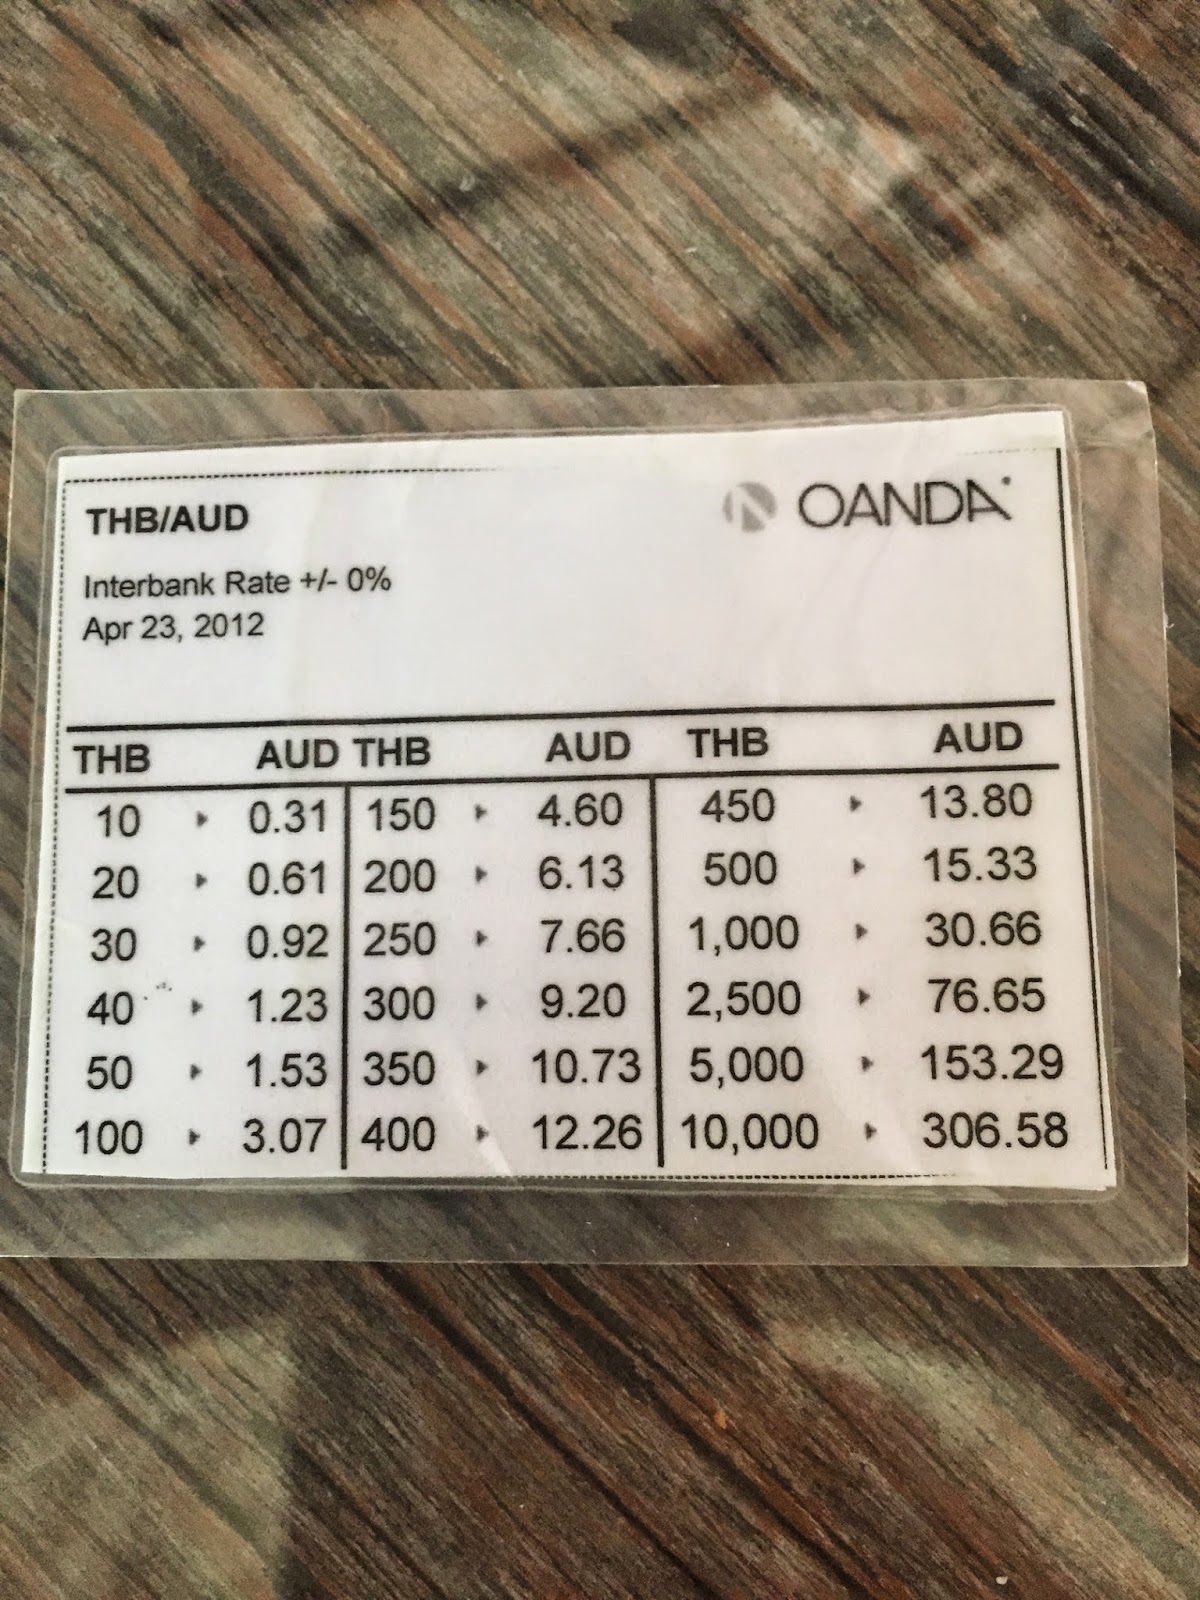 THB/AUD
OANDA
Interbank Rate +/- 0%
Apr 23, 2012
THB AUD THB AUD THB AUD
10 0.31 150 4.60 450 13.80
20 0.61 200 6.13 500 15.33
30 0.92 250 7.66 1,000 30.66
40 1.23 300 9.20 2,500 76.65
50 1.53 350 10.73 5,000 153.29
100 3.07 400 12.26 10,000 306.58